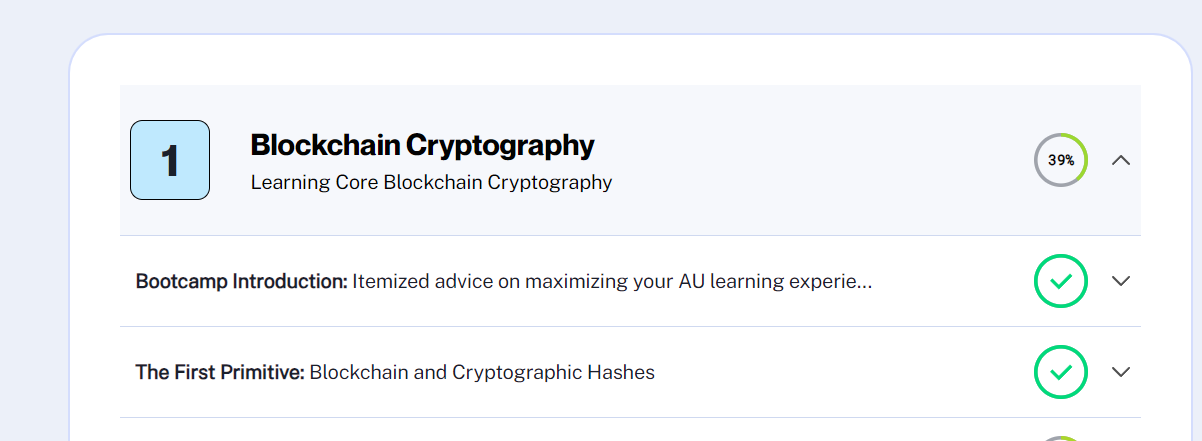 1
Blockchain Cryptography
Learning Core Blockchain Cryptography
39%
Bootcamp Introduction: Itemized advice on maximizing your AU learning experie...
The First Primitive: Blockchain and Cryptographic Hashes